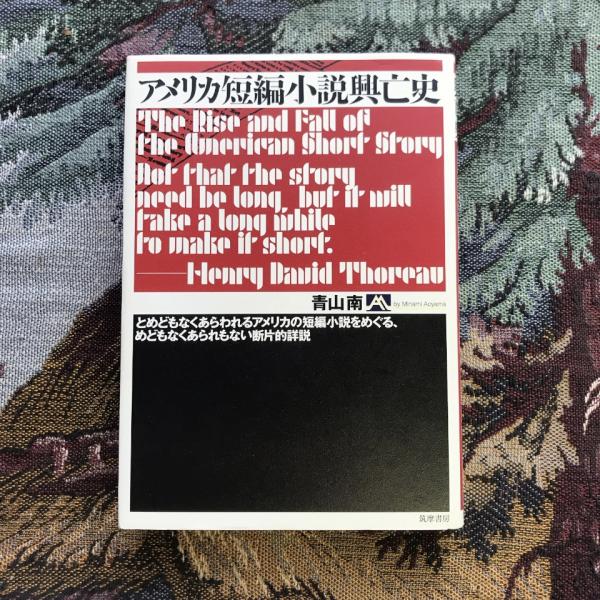 アメリカ短編小説興亡史
The Rise and Fall of
the American Short Story
Not that the story
need be long, but it will
take a long while
to make it short.
——Henry David Thoreau
青山南 by Minami Aoyama
とめどもなくあらわれるアメリカの短編小説をめぐる、
めどもなくあられもない断片的詳説
筑摩書房